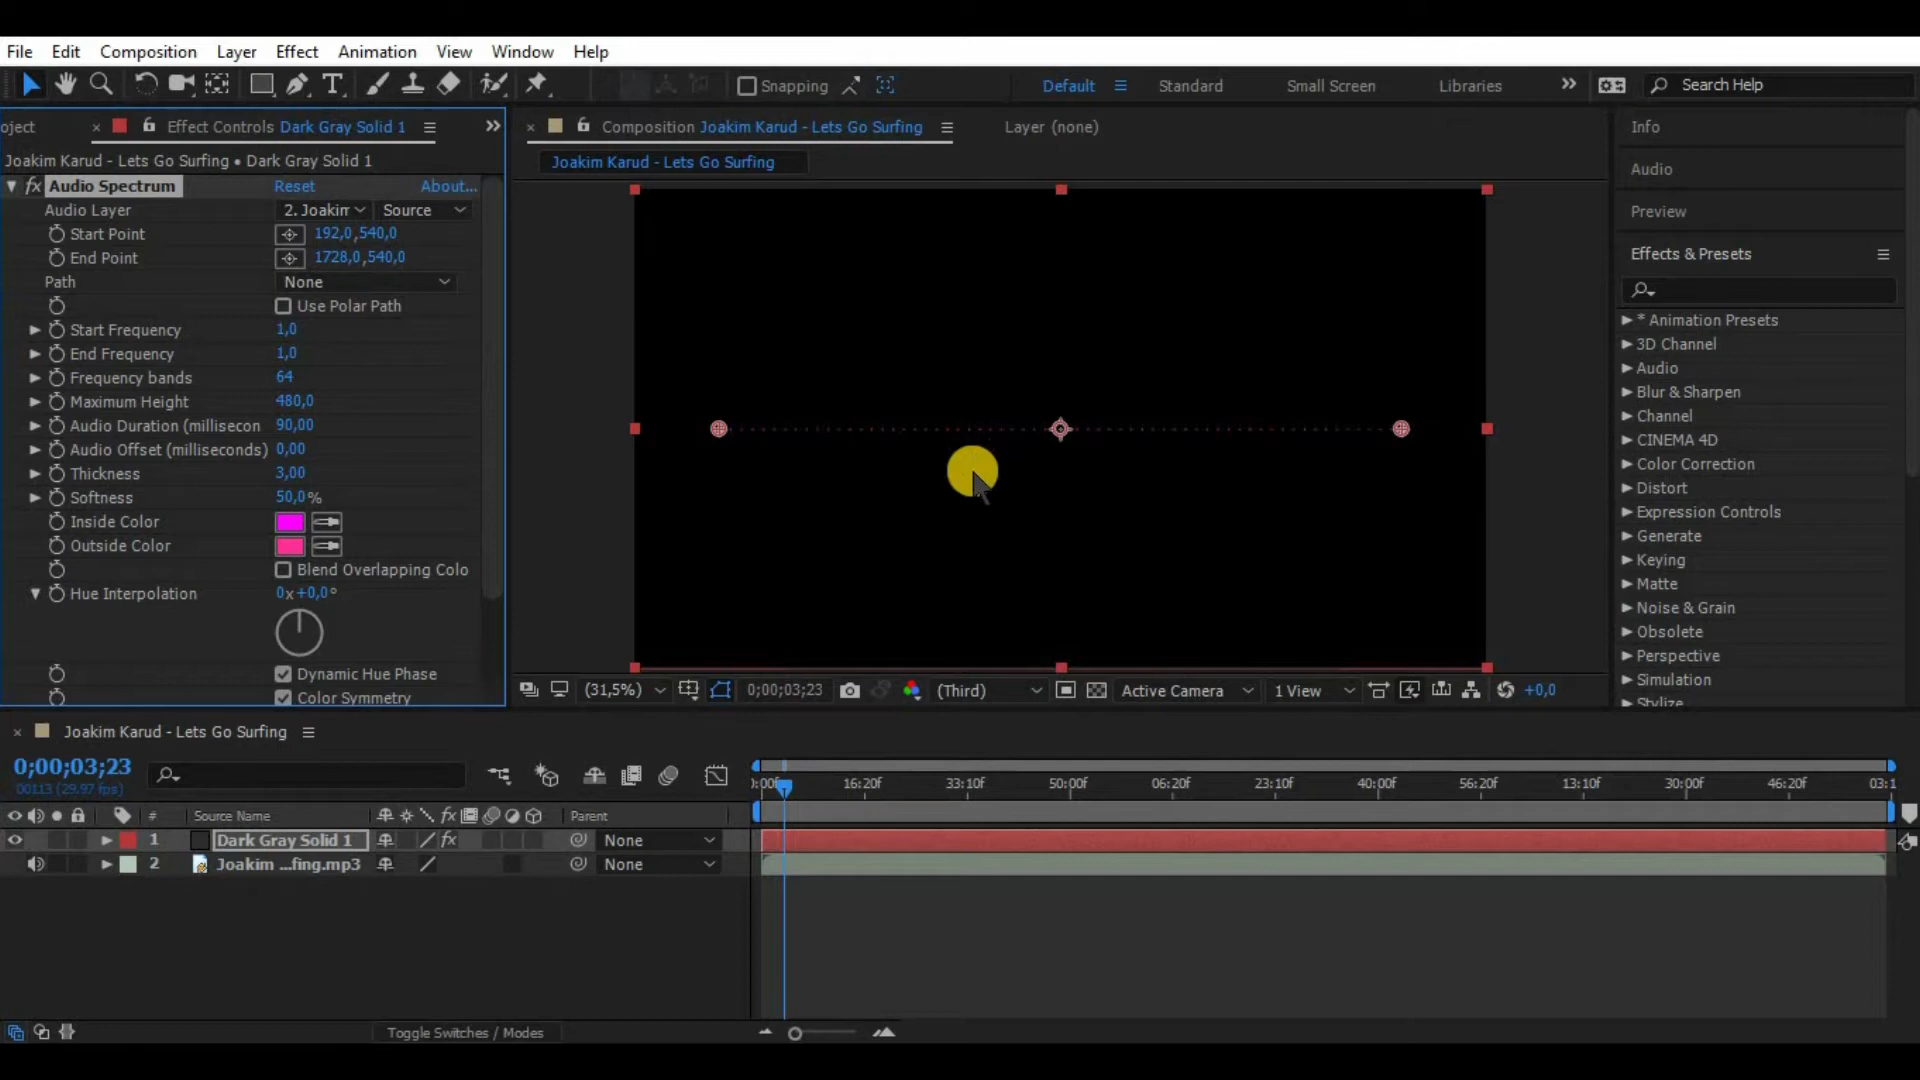 File Edit Composition Layer Effect Animation View Window Help
Snapping Default Standard Small Screen Libraries Search Help
oject Effect Controls Dark Gray Solid 1
Composition Joakim Karud - Lets Go Surfing Layer (none)
Joakim Karud - Lets Go Surfing • Dark Gray Solid 1
Joakim Karud - Lets Go Surfing
fx Audio Spectrum Reset About...
Audio Layer 2. Joakin Source
Start Point 192,0,540,0
End Point 1728,0,540,0
Path None
Use Polar Path
Start Frequency 1,0
End Frequency 1,0
Frequency bands 64
Maximum Height 480,0
Audio Duration (millisecon 90,00
Audio Offset (milliseconds) 0,00
Thickness 3,00
Softness 50,0%
Inside Color
Outside Color
Blend Overlapping Colo
Hue Interpolation 0x+0,0°
Dynamic Hue Phase
Color Symmetry
(31,5%) 0;00;03;23 (Third) Active Camera 1 View +0,0
Info
Audio
Preview
Effects & Presets
* Animation Presets
3D Channel
Audio
Blur & Sharpen
Channel
CINEMA 4D
Color Correction
Distort
Expression Controls
Generate
Keying
Matte
Noise & Grain
Obsolete
Perspective
Simulation
Stylize
Joakim Karud - Lets Go Surfing
0;00;03;23
00113 (29.97 fps)
):00f 16:20f 33:10f 50:00f 06:20f 23:10f 40:00f 56:20f 13:10f 30:00f 46:20f 03:1
# Source Name fx Parent
1 Dark Gray Solid 1 fx None
2 Joakim ...fing.mp3 None
Toggle Switches / Modes